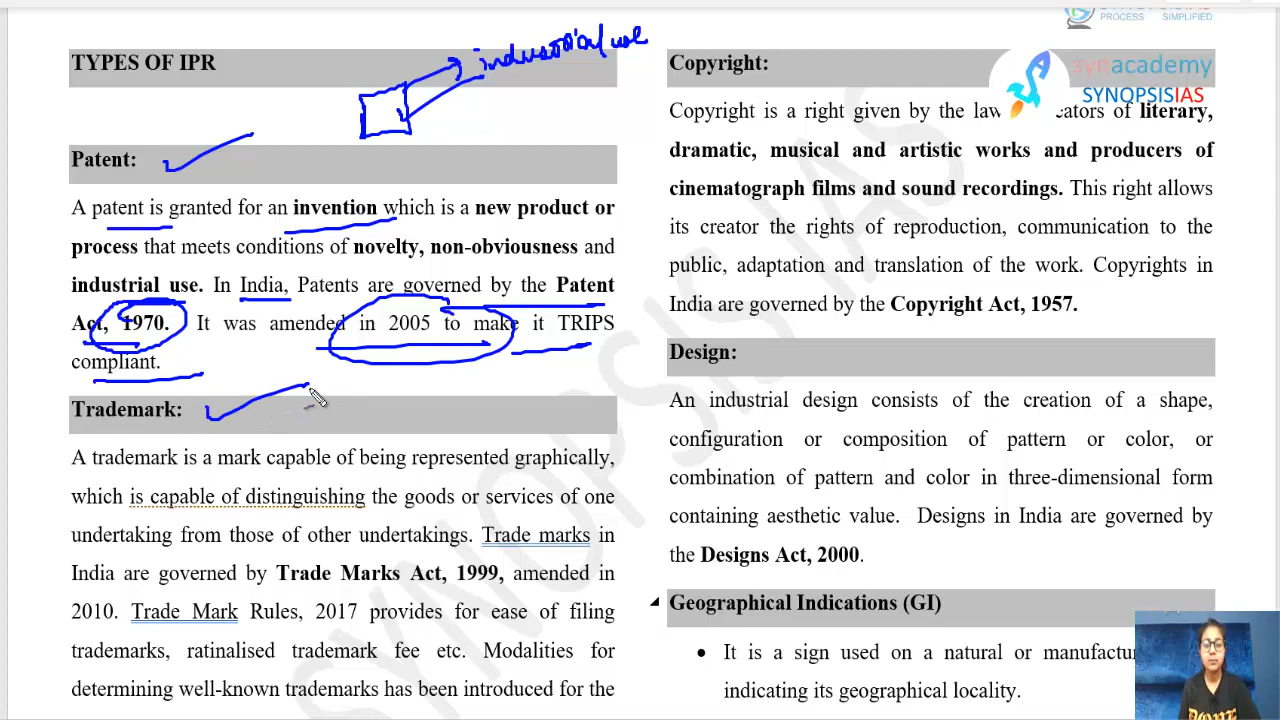 PROCESS SIMPLIFIED
TYPES OF IPR
industrial use
Patent:
A patent is granted for an invention which is a new product or
process that meets conditions of novelty, non-obviousness and
industrial use. In India, Patents are governed by the Patent
Act, 1970. It was amended in 2005 to make it TRIPS
compliant.
Trademark:
A trademark is a mark capable of being represented graphically,
which is capable of distinguishing the goods or services of one
undertaking from those of other undertakings. Trade marks in
India are governed by Trade Marks Act, 1999, amended in
2010. Trade Mark Rules, 2017 provides for ease of filing
trademarks, ratinalised trademark fee etc. Modalities for
determining well-known trademarks has been introduced for the
Copyright:
synacademy
SYNOPSISIAS
Copyright is a right given by the law eators of literary,
dramatic, musical and artistic works and producers of
cinematograph films and sound recordings. This right allows
its creator the rights of reproduction, communication to the
public, adaptation and translation of the work. Copyrights in
India are governed by the Copyright Act, 1957.
Design:
An industrial design consists of the creation of a shape,
configuration or composition of pattern or color, or
combination of pattern and color in three-dimensional form
containing aesthetic value. Designs in India are governed by
the Designs Act, 2000.
Geographical Indications (GI)
• It is a sign used on a natural or manufactur
indicating its geographical locality.
SYNOPSIS IAS